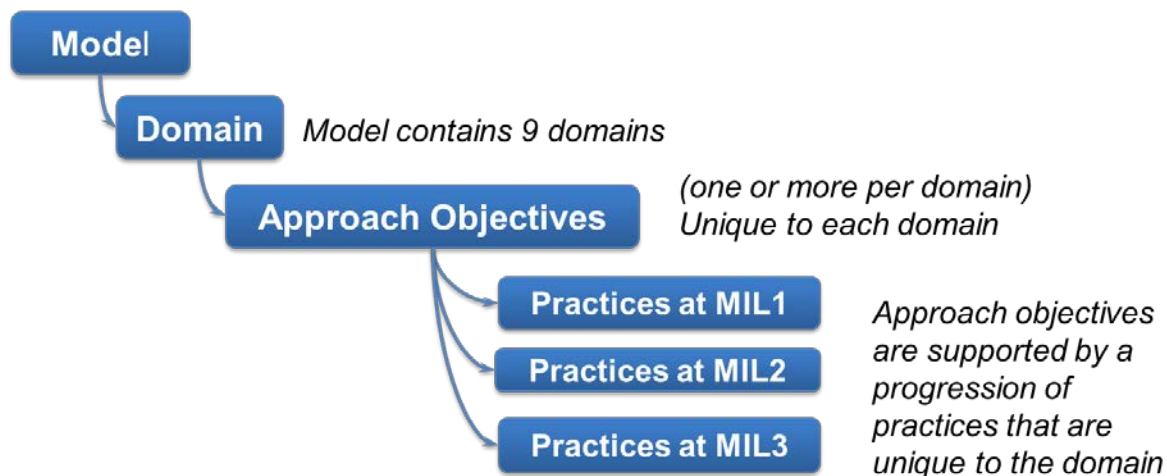 Model
Domain
Model contains 9 domains
(one or more per domain)
Approach Objectives
Unique to each domain
Practices at MIL1
Practices at MIL2
Practices at MIL3
Approach objectives
are supported by a
progression of
practices that are
unique to the domain